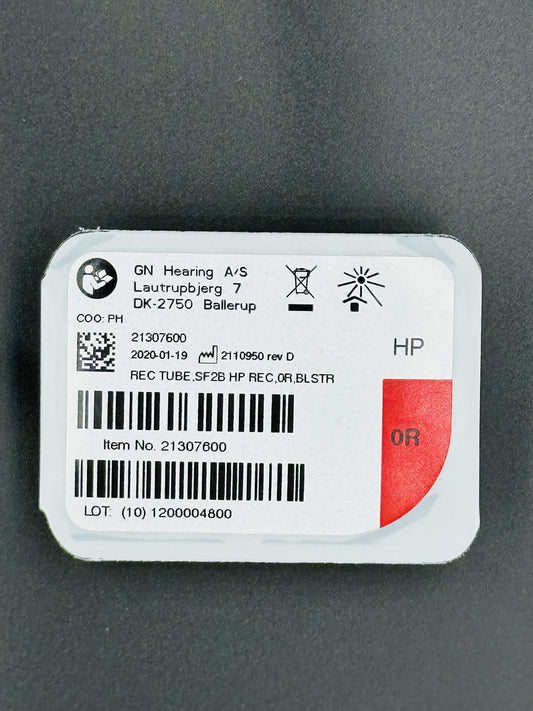 GN Hearing A/S
Lautrupbjerg 7
DK-2750 Ballerup
COO: PH
21307600
2020-01-19 2110950 rev D
HP
REC TUBE,SF2B HP REC,0R,BLSTR
0R
Item No. 21307600
LOT: (10) 1200004800